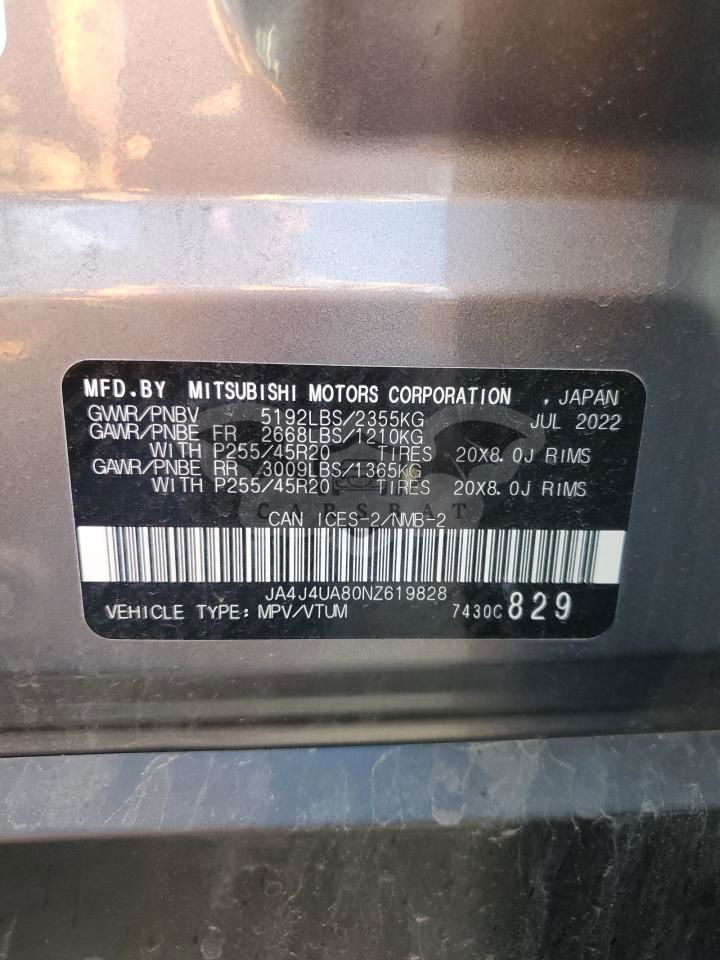 MFD.BY MITSUBISHI MOTORS CORPORATION , JAPAN
GVWR/PNBV 5192LBS/2355KG JUL 2022
GAWR/PNBE FR 2668LBS/1210KG
WITH P255/45R20 TIRES 20X8.0J RIMS
GAWR/PNBE RR 3009LBS/1365KG
WITH P255/45R20 TIRES 20X8.0J RIMS
CARSBAT
CAN ICES-2/NMB-2
JA4J4UA80NZ619828
VEHICLE TYPE: MPV/VTUM 7430C 829